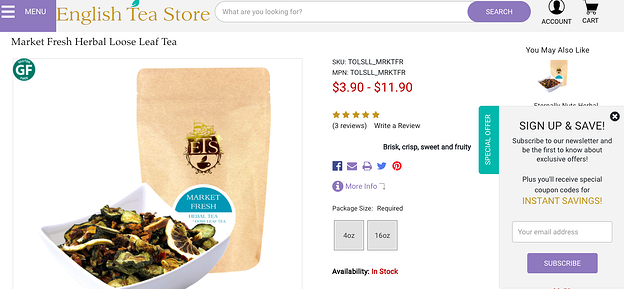 MENU
English Tea Store
What are you looking for?
SEARCH
ACCOUNT
CART
Market Fresh Herbal Loose Leaf Tea
GF
ETS
MARKET
FRESH
HERBAL TEA
LOOSE LEAF TEA
SKU: TOLSLL_MRKTFR
MPN: TOLSLL_MRKTFR
$3.90 - $11.90
(3 reviews) Write a Review
Brisk, crisp, sweet and fruity
More Info
Package Size: Required
4oz
16oz
Availability: In Stock
You May Also Like
Eternally Nuts Herbal
SPECIAL OFFER
SIGN UP & SAVE!
Subscribe to our newsletter and
be the first to know about
exclusive offers!
Plus you'll receive special
coupon codes for
INSTANT SAVINGS!
Your email address
SUBSCRIBE